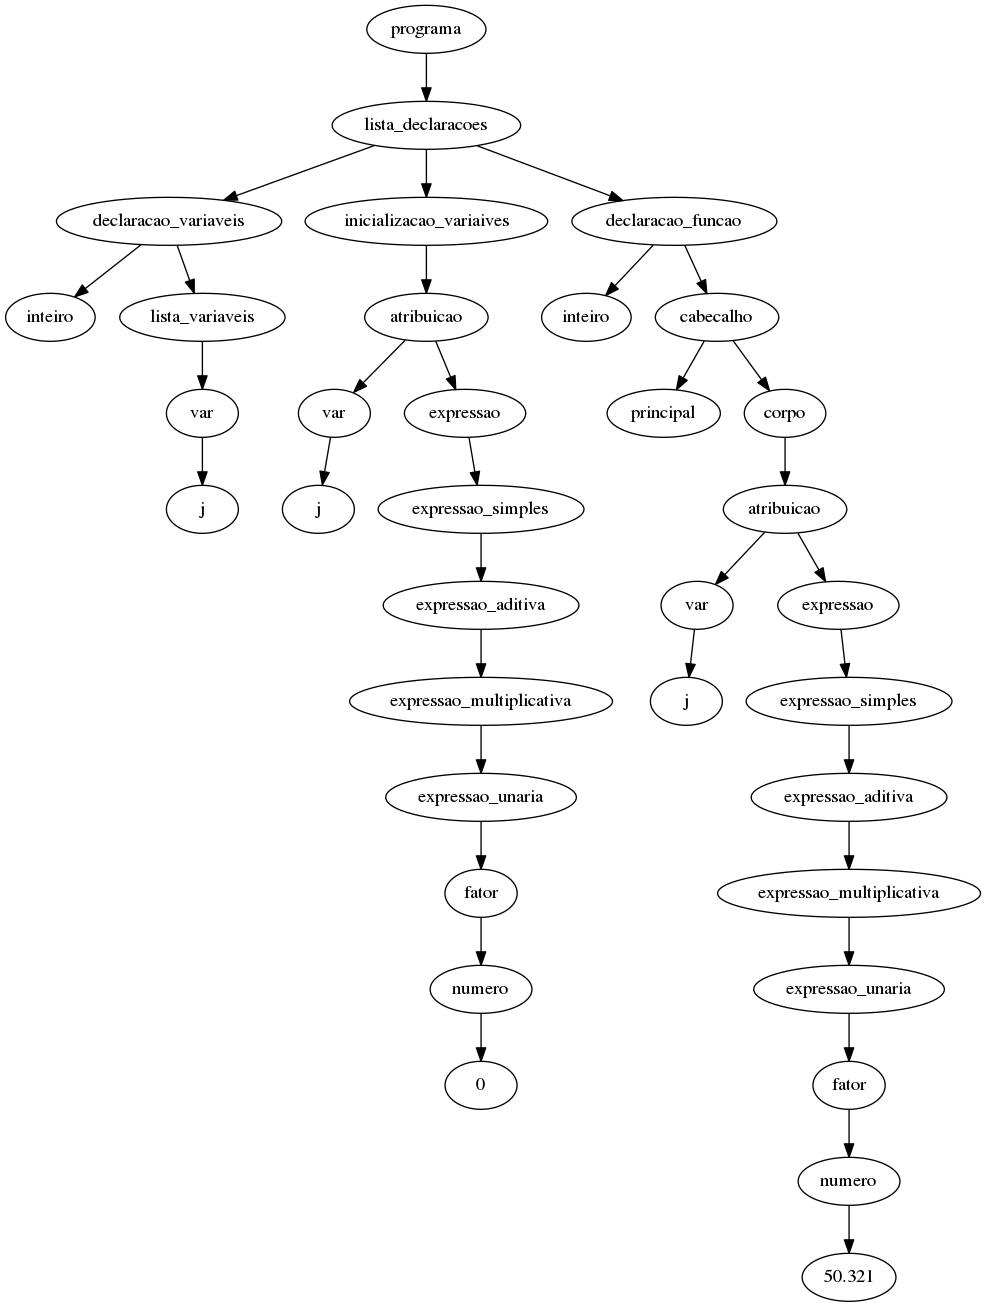 programa
lista_declaracoes
declaracao_variaveis inicializacao_variaives declaracao_funcao
inteiro lista_variaveis atribuicao inteiro cabecalho
var var expressao principal corpo
j j expressao_simples atribuicao
expressao_aditiva var expressao
expressao_multiplicativa j expressao_simples
expressao_unaria expressao_aditiva
fator expressao_multiplicativa
numero expressao_unaria
0 fator
numero
50.321